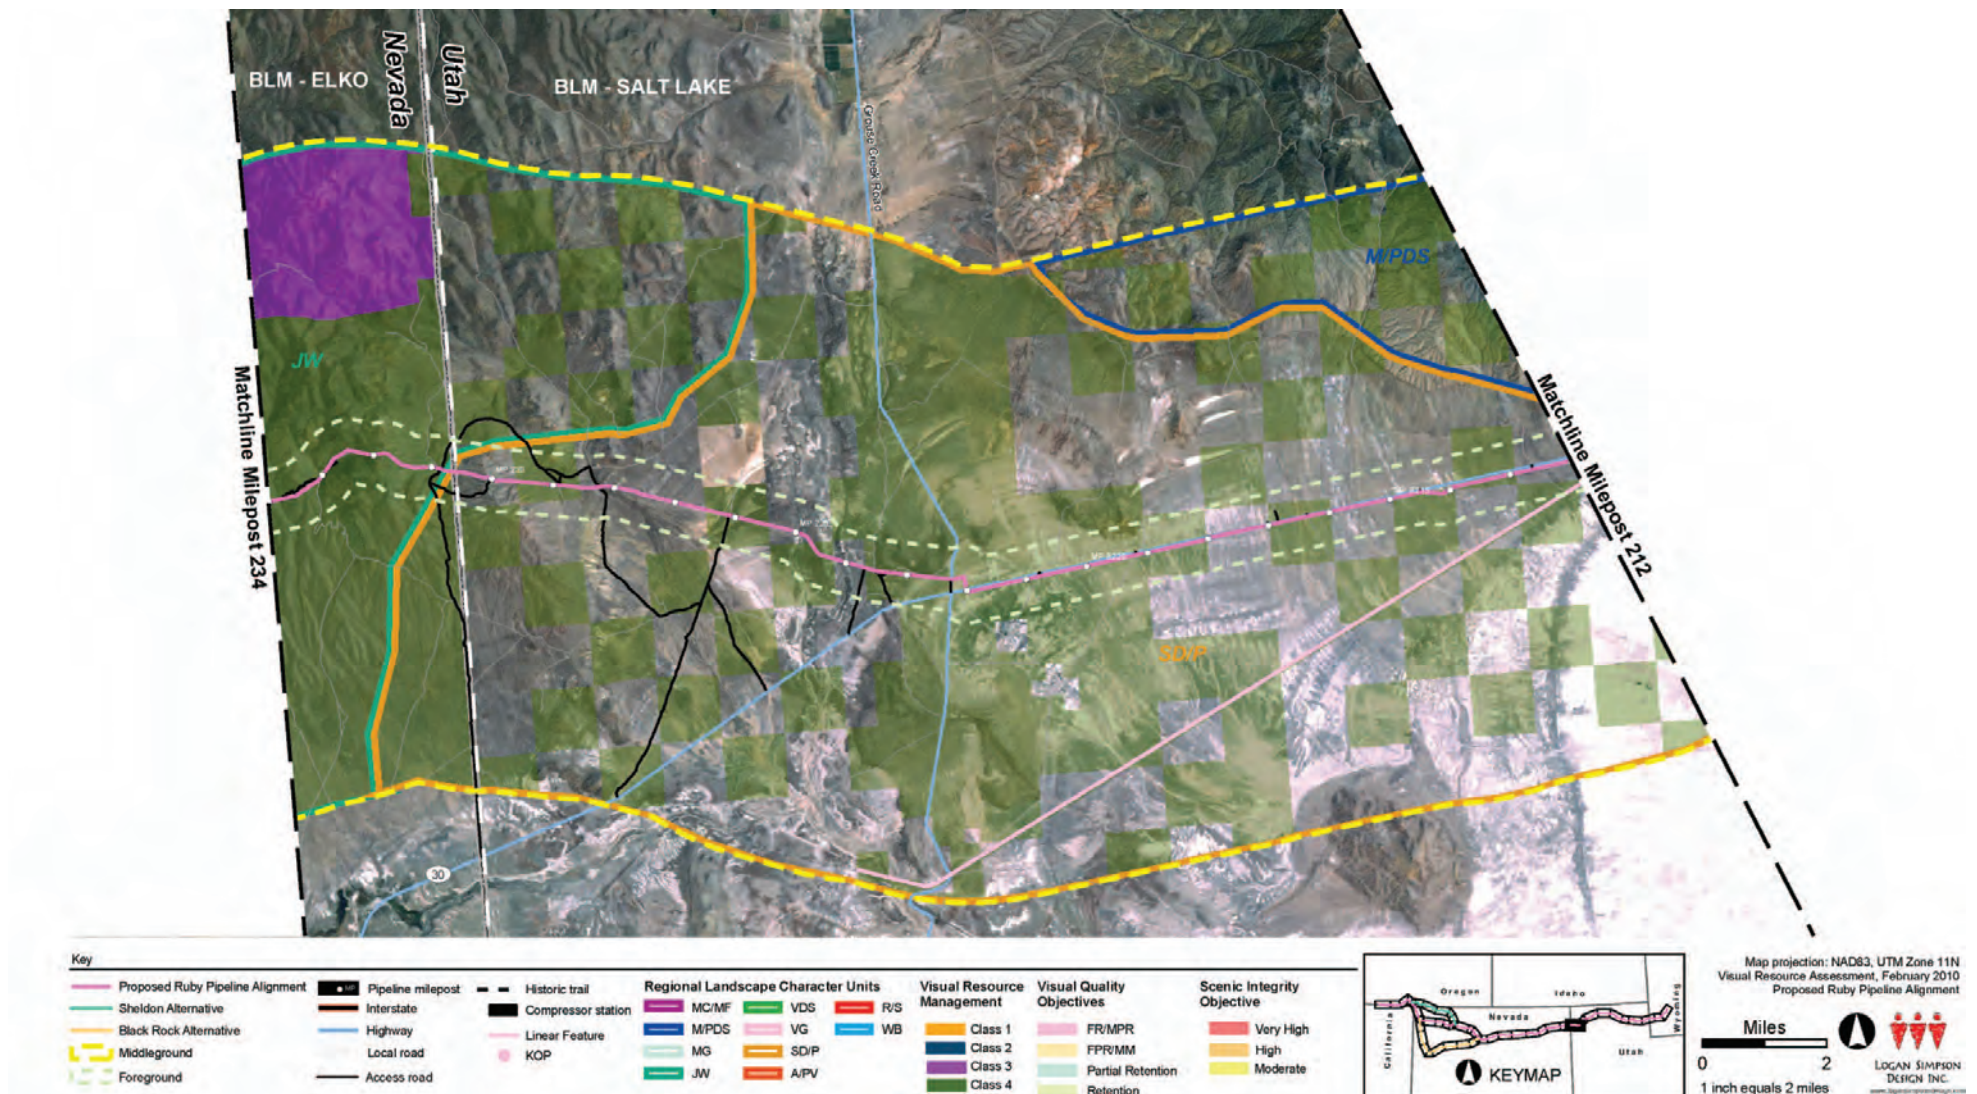 BLM - ELKO
Nevada
Utah
BLM - SALT LAKE
Grouse Creek Road
M/PDS
JW
Matchline Milepost 234
Matchline Milepost 212
SD/P
30
Key
Proposed Ruby Pipeline Alignment
Sheldon Alternative
Black Rock Alternative
Middleground
Foreground
MP
Pipeline milepost
Interstate
Highway
Local road
Access road
Historic trail
Compressor station
Linear Feature
KOP
Regional Landscape Character Units
MC/MF
M/PDS
MG
JW
VDS
VG
SD/P
A/PV
R/S
WB
Visual Resource
Management
Class 1
Class 2
Class 3
Class 4
Visual Quality
Objectives
FR/MPR
FPR/MM
Partial Retention
Retention
Scenic Integrity
Objective
Very High
High
Moderate
Oregon
Idaho
Wyoming
Nevada
California
Utah
KEYMAP
Map projection: NAD83, UTM Zone 11N
Visual Resource Assessment, February 2010
Proposed Ruby Pipeline Alignment
Miles
0 2
1 inch equals 2 miles
LOGAN SIMPSON
DESIGN INC.